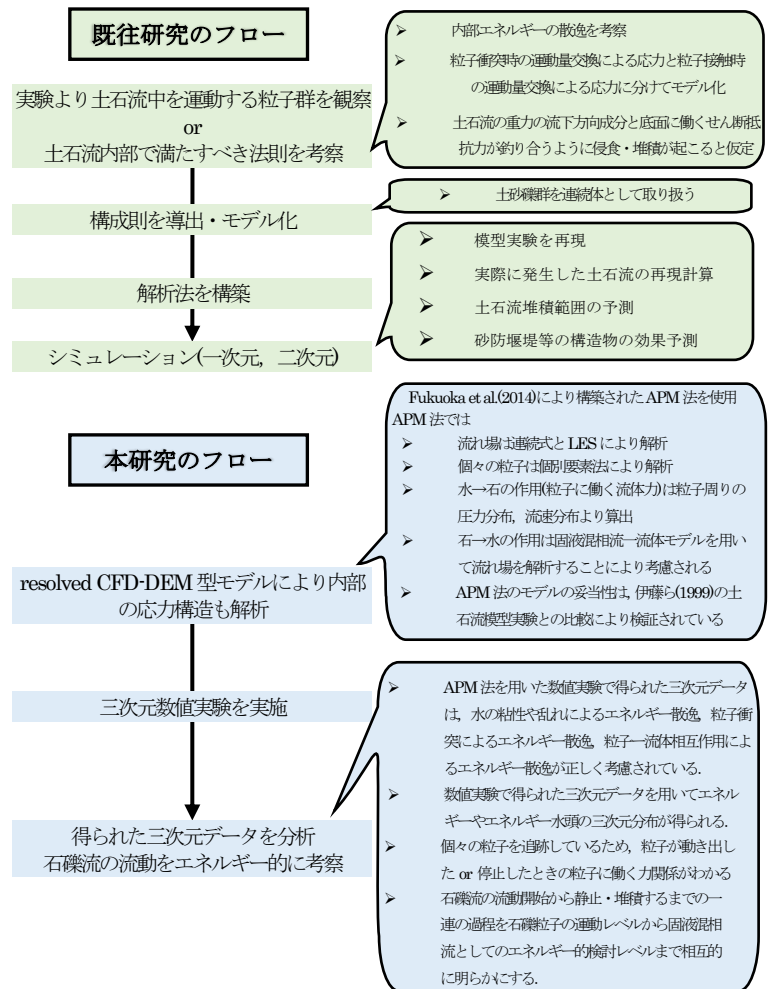 既往研究のフロー
実験より土石流中を運動する粒子群を観察
or
土石流内部で満たすべき法則を考察
➢ 内部エネルギーの散逸を考察
➢ 粒子衝突時の運動量交換による応力と粒子接触時
の運動量交換による応力に分けてモデル化
➢ 土石流の重力の流下方向成分と底面に働くせん断抵
抗力が釣り合うように侵食・堆積が起こると仮定
構成則を導出・モデル化
➢ 土砂礫群を連続体として取り扱う
解析法を構築
シミュレーション(一次元，二次元)
➢ 模型実験を再現
➢ 実際に発生した土石流の再現計算
➢ 土石流堆積範囲の予測
➢ 砂防堰堤等の構造物の効果予測
本研究のフロー
Fukuoka et al.(2014)により構築された APM 法を使用
APM 法では
➢ 流れ場は連続式と LES により解析
➢ 個々の粒子は個別要素法により解析
➢ 水→石の作用(粒子に働く流体力)は粒子周りの
圧力分布，流速分布より算出
➢ 石→水の作用は固液混相流一流体モデルを用い
て流れ場を解析することにより考慮される
➢ APM 法のモデルの妥当性は，伊藤ら(1999)の土
石流模型実験との比較により検証されている
resolved CFD-DEM 型モデルにより内部
の応力構造も解析
三次元数値実験を実施
得られた三次元データを分析
石礫流の流動をエネルギー的に考察
➢ APM 法を用いた数値実験で得られた三次元データ
は，水の粘性や乱れによるエネルギー散逸，粒子衝
突によるエネルギー散逸，粒子ー流体相互作用によ
るエネルギー散逸が正しく考慮されている.
➢ 数値実験で得られた三次元データを用いてエネル
ギーやエネルギー水頭の三次元分布が得られる.
➢ 個々の粒子を追跡しているため，粒子が動き出し
た or 停止したときの粒子に働く力関係がわかる
➢ 石礫流の流動開始から静止・堆積するまでの一
連の過程を石礫粒子の運動レベルから固液混相
流としてのエネルギー的検討レベルまで相互的
に明らかにする.